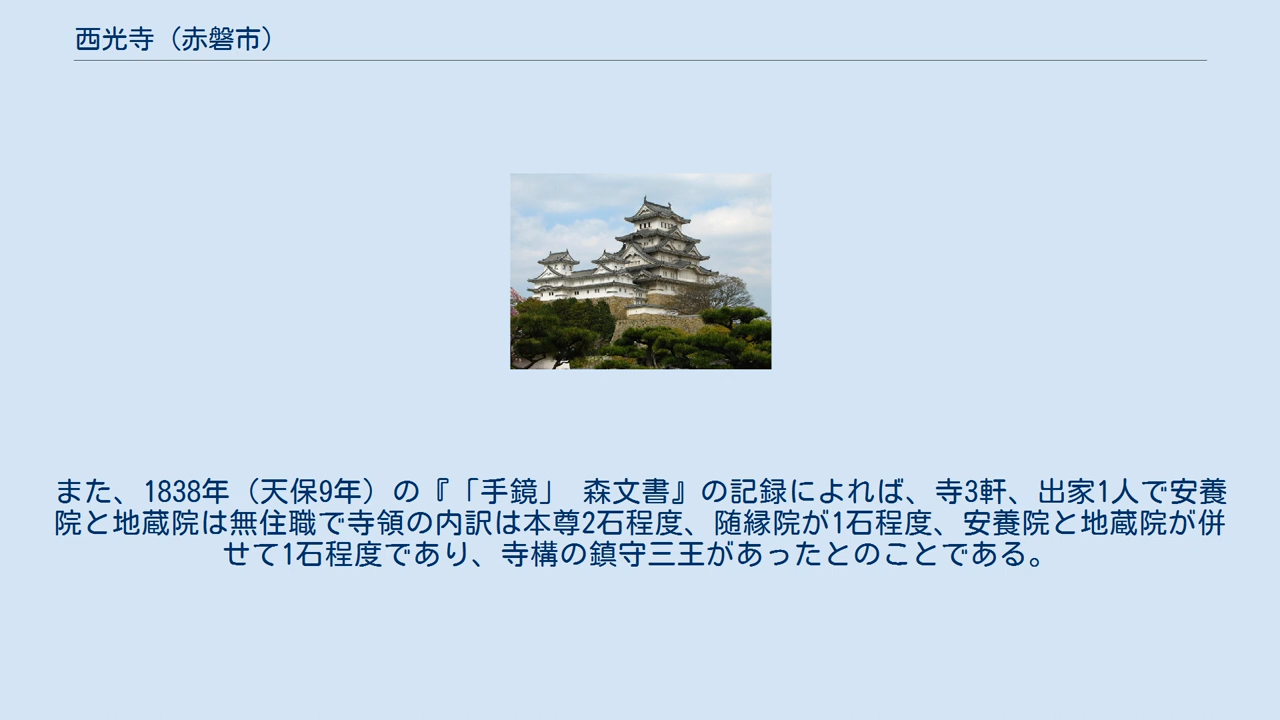 西光寺（赤磐市）
また、1838年（天保9年）の『「手鏡」 森文書』の記録によれば、寺3軒、出家1人で安養
院と地蔵院は無住職で寺領の内訳は本尊2石程度、随縁院が1石程度、安養院と地蔵院が併
せて1石程度であり、寺構の鎮守三王があったとのことである。